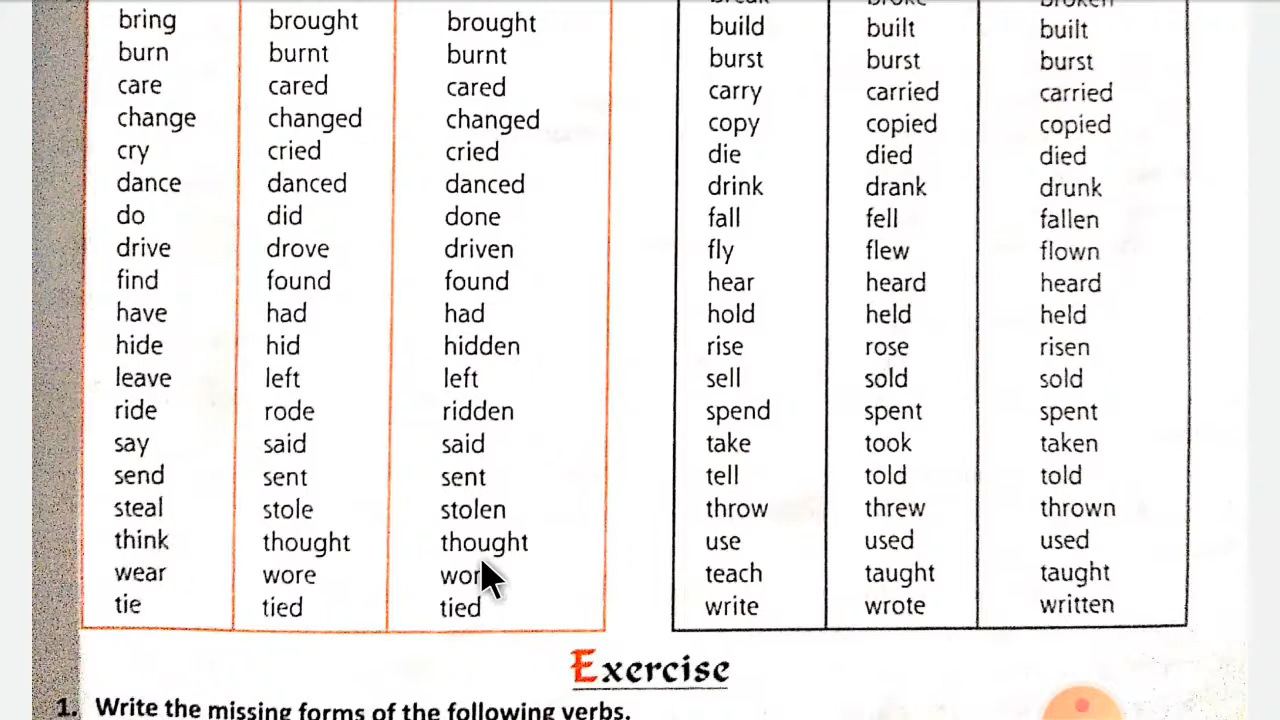 bring brought brought
burn burnt burnt
care cared cared
change changed changed
cry cried cried
dance danced danced
do did done
drive drove driven
find found found
have had had
hide hid hidden
leave left left
ride rode ridden
say said said
send sent sent
steal stole stolen
think thought thought
wear wore
tie tied tied
build built built
burst burst burst
carry carried carried
copy copied copied
die died died
drink drank drunk
fall fell fallen
fly flew flown
hear heard heard
hold held held
rise rose risen
sell sold sold
spend spent spent
take took taken
tell told told
throw threw thrown
use used used
teach taught taught
write wrote written
Exercise
1. Write the missing forms of the following verbs.